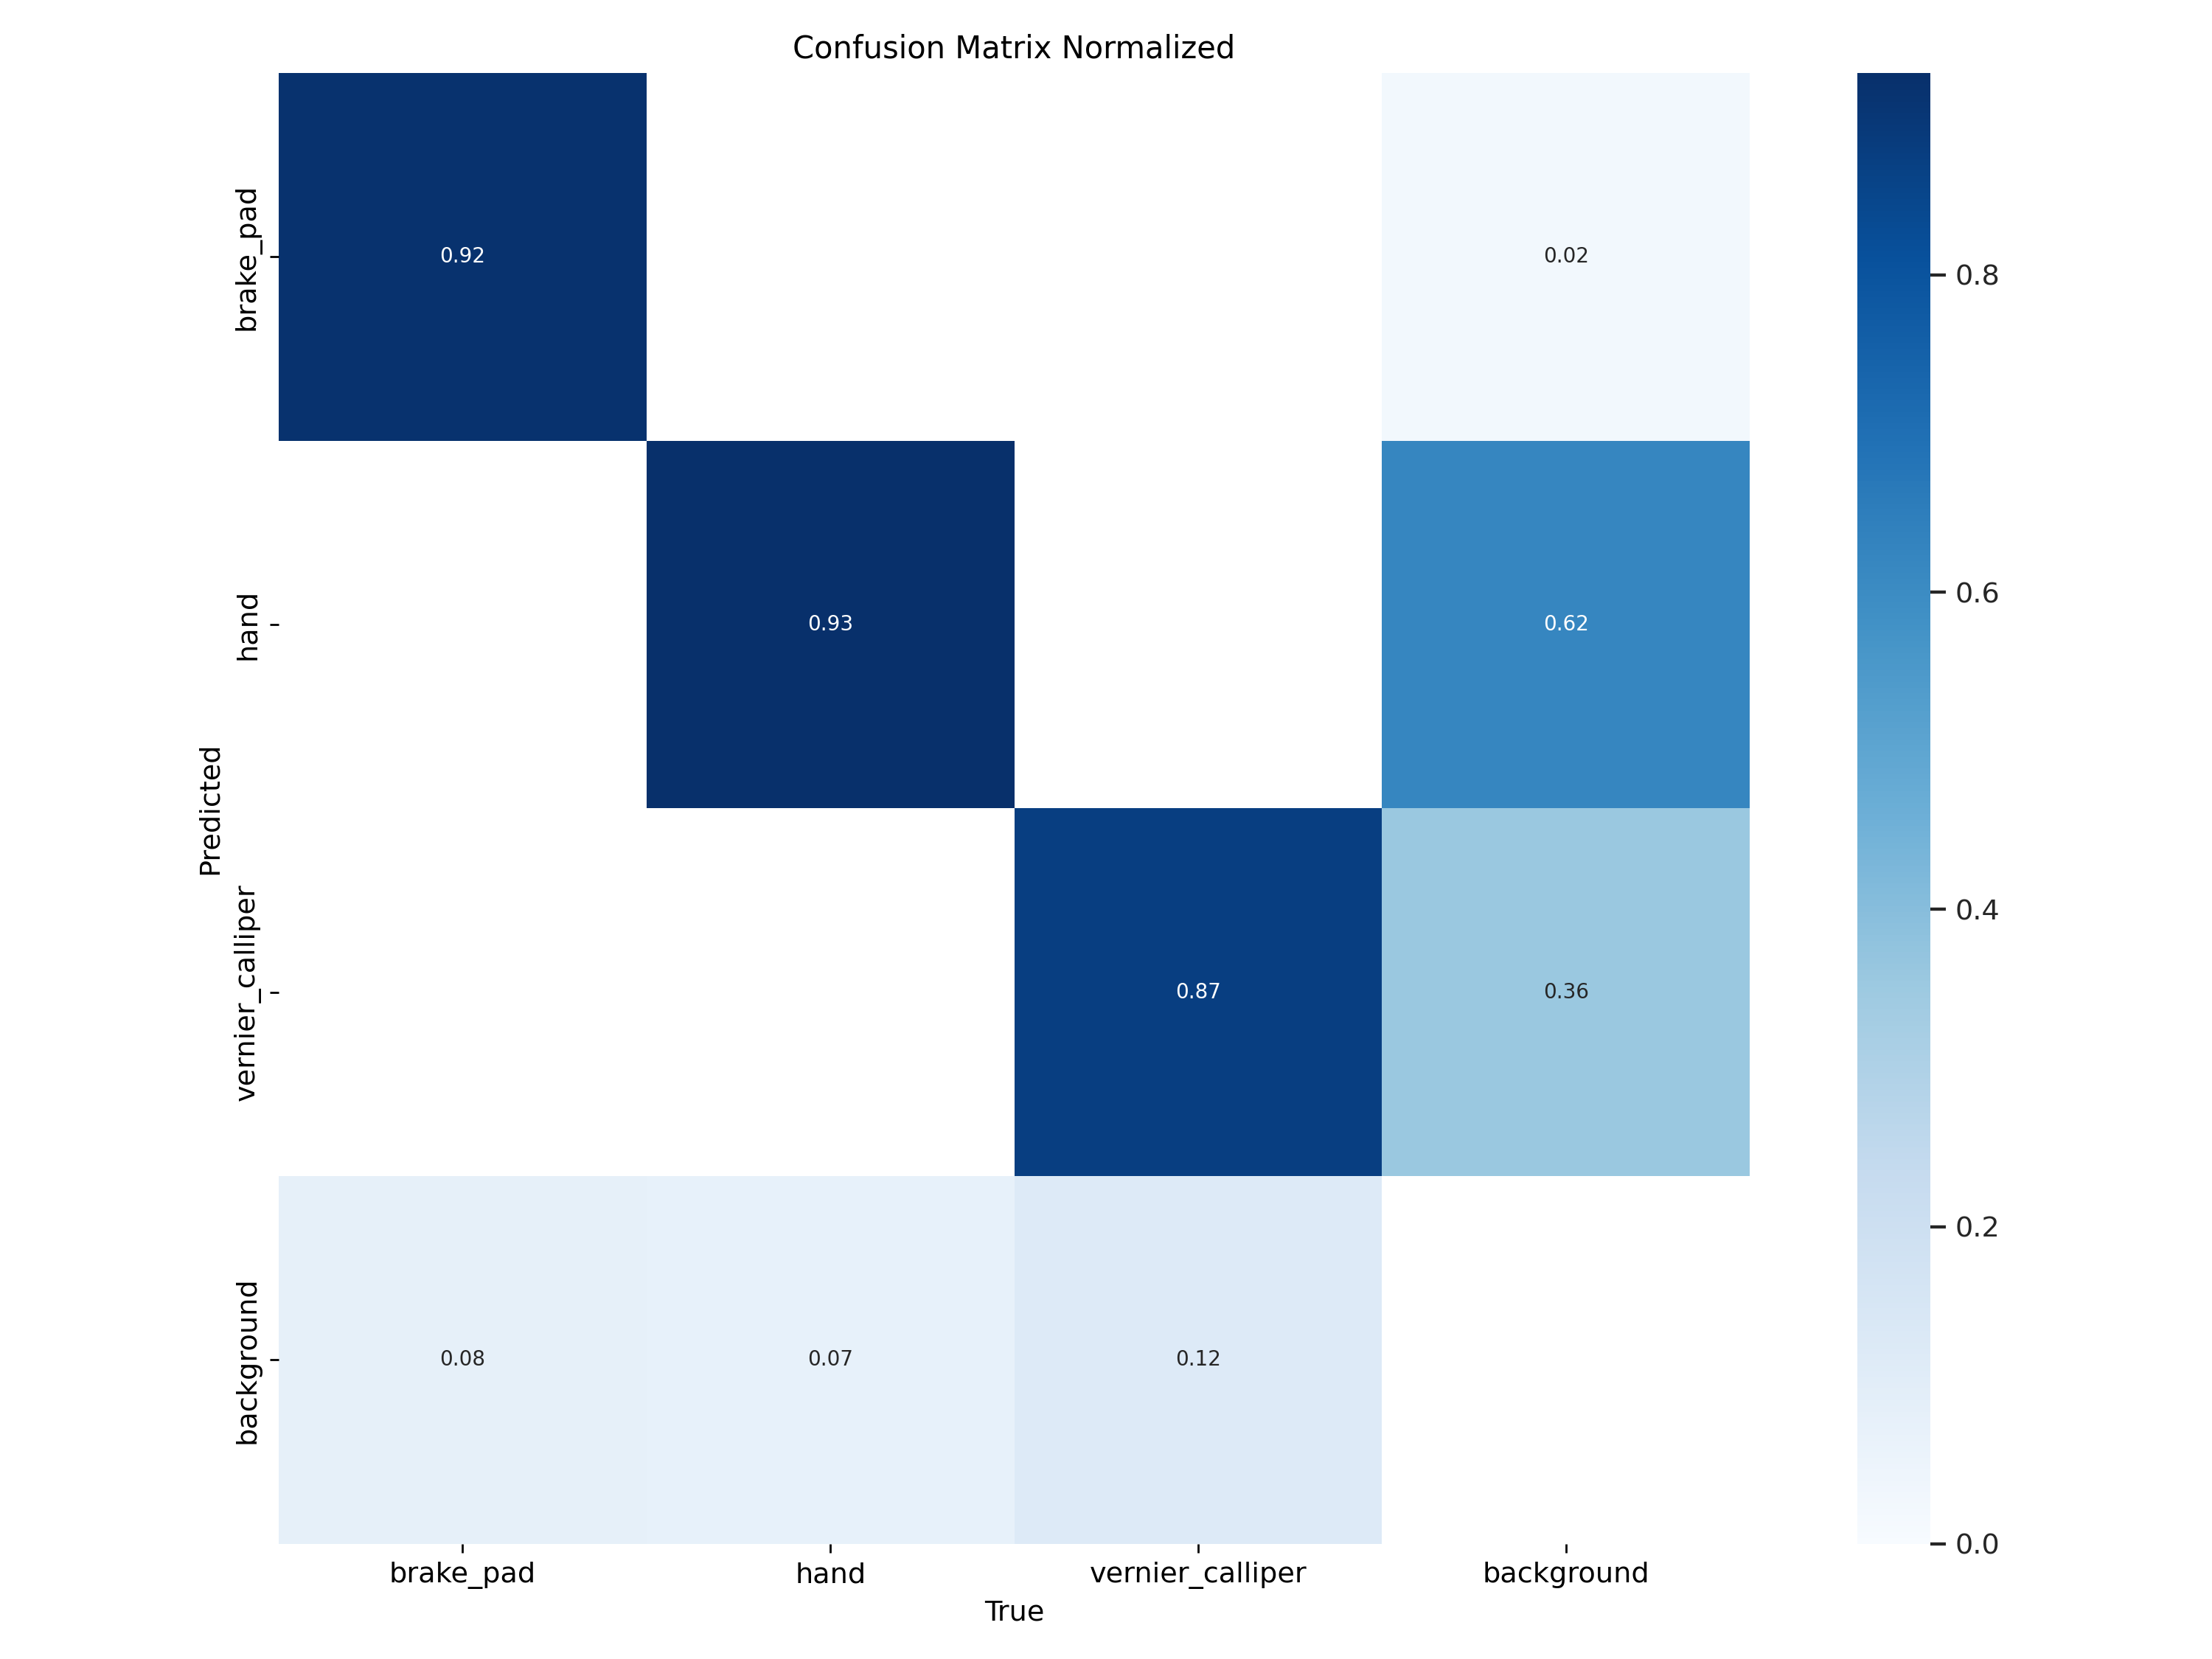 Confusion Matrix Normalized
Predicted
brake_pad
0.92
0.02
hand
0.93
0.62
vernier_calliper
0.87
0.36
background
0.08
0.07
0.12
brake_pad
hand
vernier_calliper
background
True
0.8
0.6
0.4
0.2
0.0